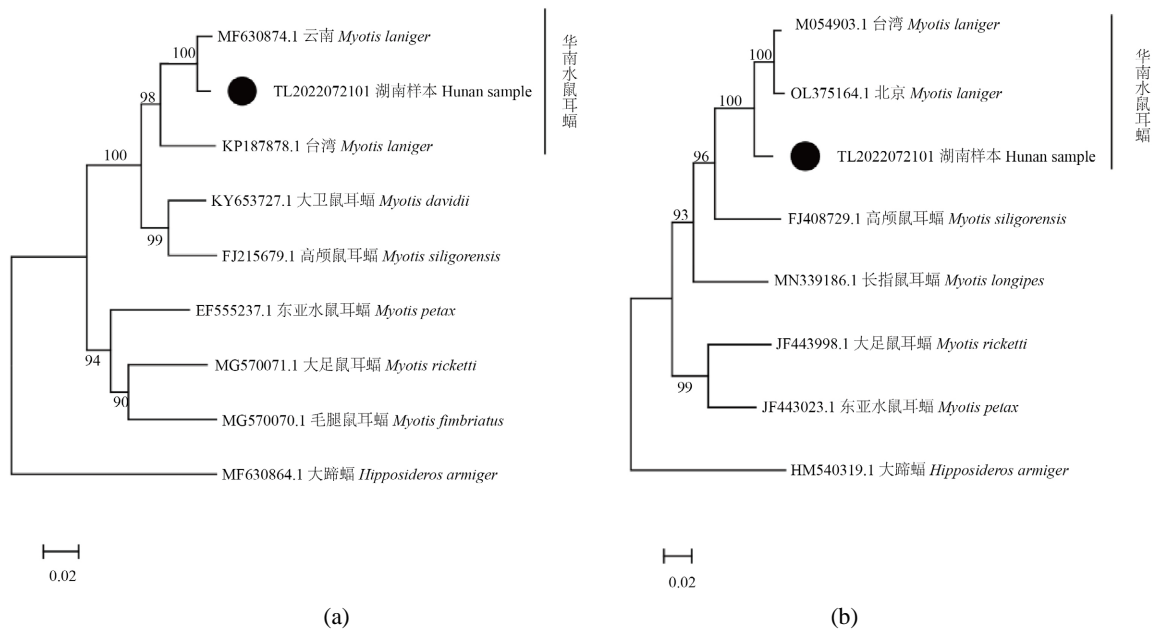 MF630874.1 云南 Myotis laniger
100
TL2022072101 湖南样本 Hunan sample
98
KP187878.1 台湾 Myotis laniger
100
KY653727.1 大卫鼠耳蝠 Myotis davidii
99
FJ215679.1 高颅鼠耳蝠 Myotis siligorensis
EF555237.1 东亚水鼠耳蝠 Myotis petax
94
MG570071.1 大足鼠耳蝠 Myotis ricketti
90
MG570070.1 毛腿鼠耳蝠 Myotis fimbriatus
MF630864.1 大蹄蝠 Hipposideros armiger
华南水鼠耳蝠
0.02
(a)
M054903.1 台湾 Myotis laniger
100
OL375164.1 北京 Myotis laniger
100
TL2022072101 湖南样本 Hunan sample
96
FJ408729.1 高颅鼠耳蝠 Myotis siligorensis
93
MN339186.1 长指鼠耳蝠 Myotis longipes
JF443998.1 大足鼠耳蝠 Myotis ricketti
99
JF443023.1 东亚水鼠耳蝠 Myotis petax
HM540319.1 大蹄蝠 Hipposideros armiger
华南水鼠耳蝠
0.02
(b)